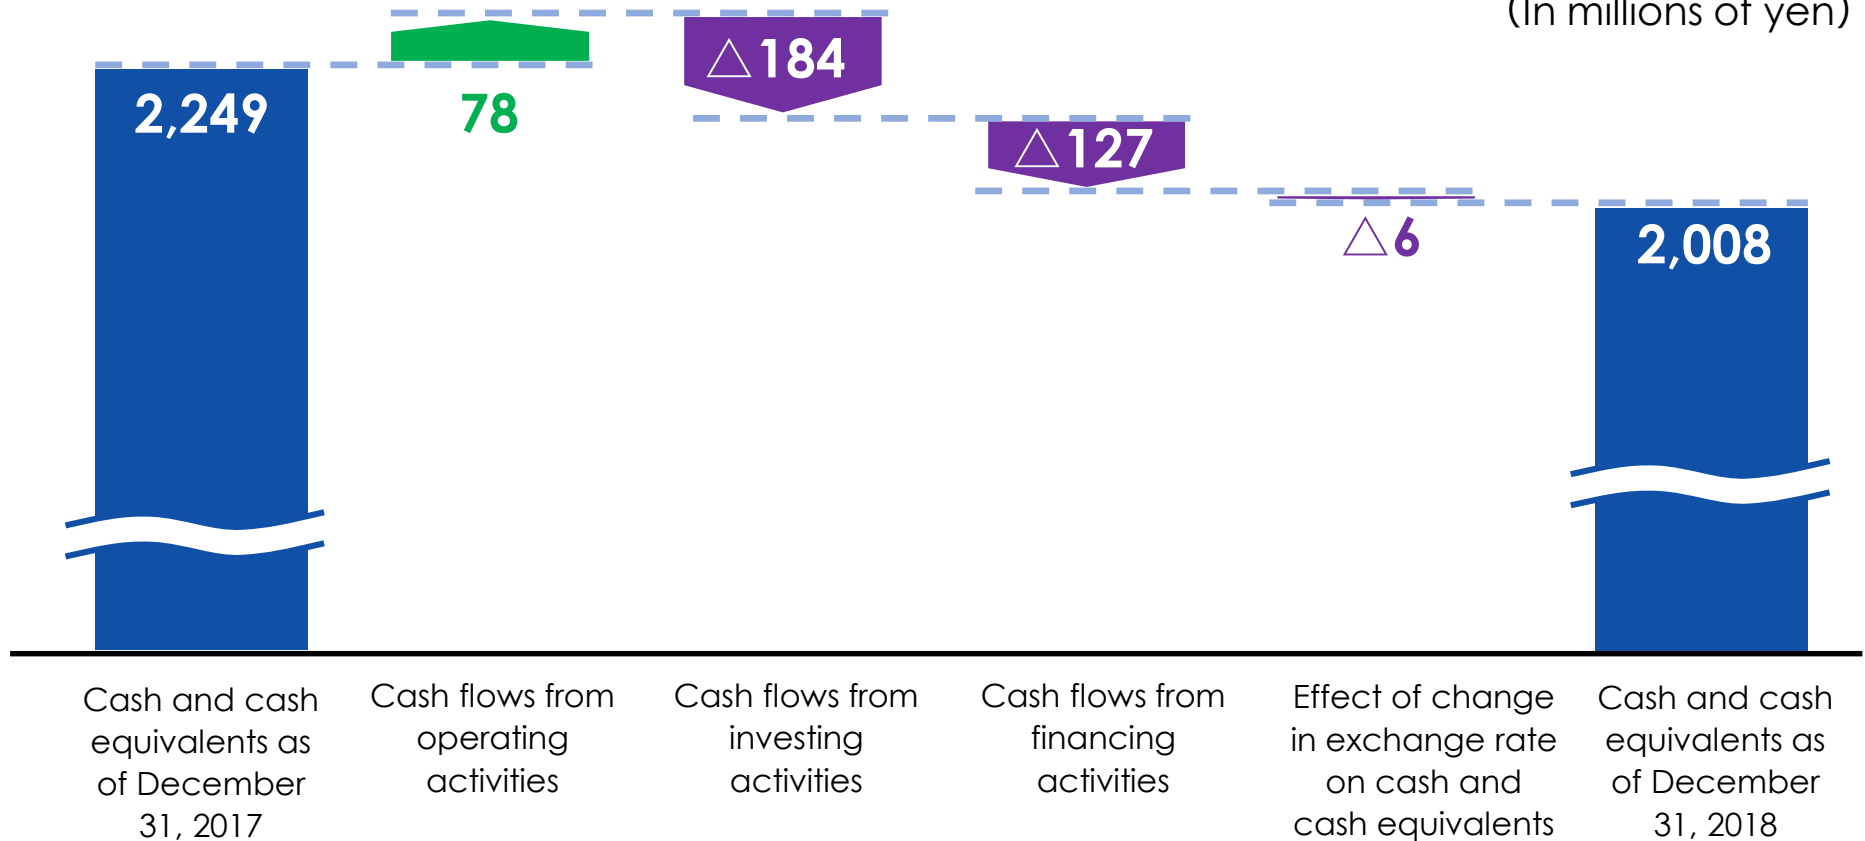 (In millions of yen)
2,249
78
△184
△127
△6
2,008
Cash and cash
equivalents as
of December
31, 2017
Cash flows from
operating
activities
Cash flows from
investing
activities
Cash flows from
financing
activities
Effect of change
in exchange rate
on cash and
cash equivalents
Cash and cash
equivalents as
of December
31, 2018